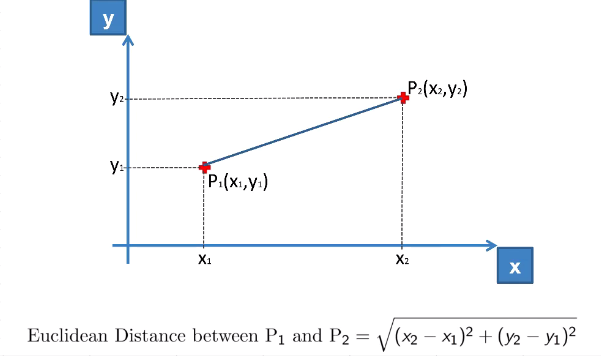 y
y₂
P₂(x₂,y₂)
y₁
P₁(x₁,y₁)
x₁
x₂
x
Euclidean Distance between P₁ and P₂ = √(x₂ − x₁)² + (y₂ − y₁)²